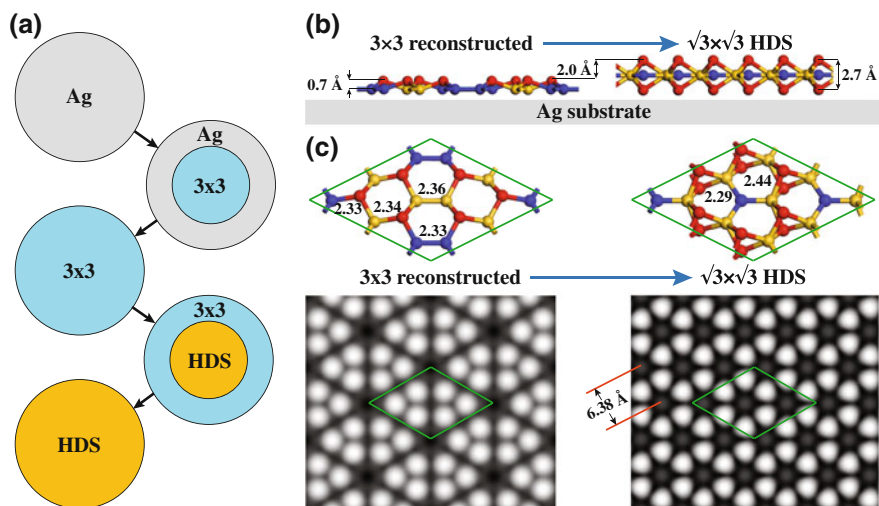 (a)
Ag
Ag
3x3
3x3
3x3
HDS
HDS
(b)
3×3 reconstructed
√3×√3 HDS
0.7 Å
2.0 Å
2.7 Å
Ag substrate
(c)
2.36
2.33
2.34
2.33
2.44
2.29
3x3 reconstructed
√3×√3 HDS
6.38 Å